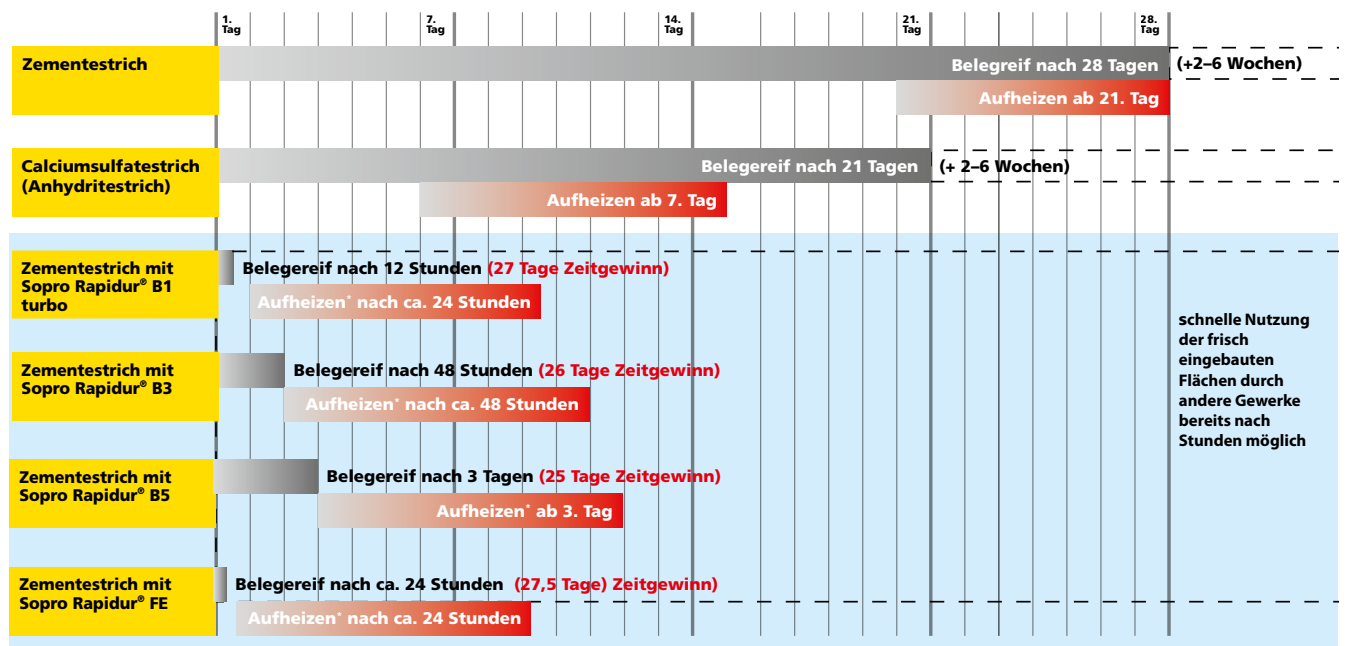 1.
Tag
7.
Tag
14.
Tag
21.
Tag
28.
Tag
Zementestrich
Belegreif nach 28 Tagen
(+2–6 Wochen)
Aufheizen ab 21. Tag
Calciumsulfatestrich
(Anhydritestrich)
Belegereif nach 21 Tagen
(+ 2–6 Wochen)
Aufheizen ab 7. Tag
Zementestrich mit
Sopro Rapidur® B1
turbo
Belegereif nach 12 Stunden (27 Tage Zeitgewinn)
Aufheizen* nach ca. 24 Stunden
Zementestrich mit
Sopro Rapidur® B3
Belegereif nach 48 Stunden (26 Tage Zeitgewinn)
Aufheizen* nach ca. 48 Stunden
Zementestrich mit
Sopro Rapidur® B5
Belegereif nach 3 Tagen (25 Tage Zeitgewinn)
Aufheizen* ab 3. Tag
Zementestrich mit
Sopro Rapidur® FE
Belegereif nach ca. 24 Stunden (27,5 Tage) Zeitgewinn)
Aufheizen* nach ca. 24 Stunden
schnelle Nutzung
der frisch
eingebauten
Flächen durch
andere Gewerke
bereits nach
Stunden möglich